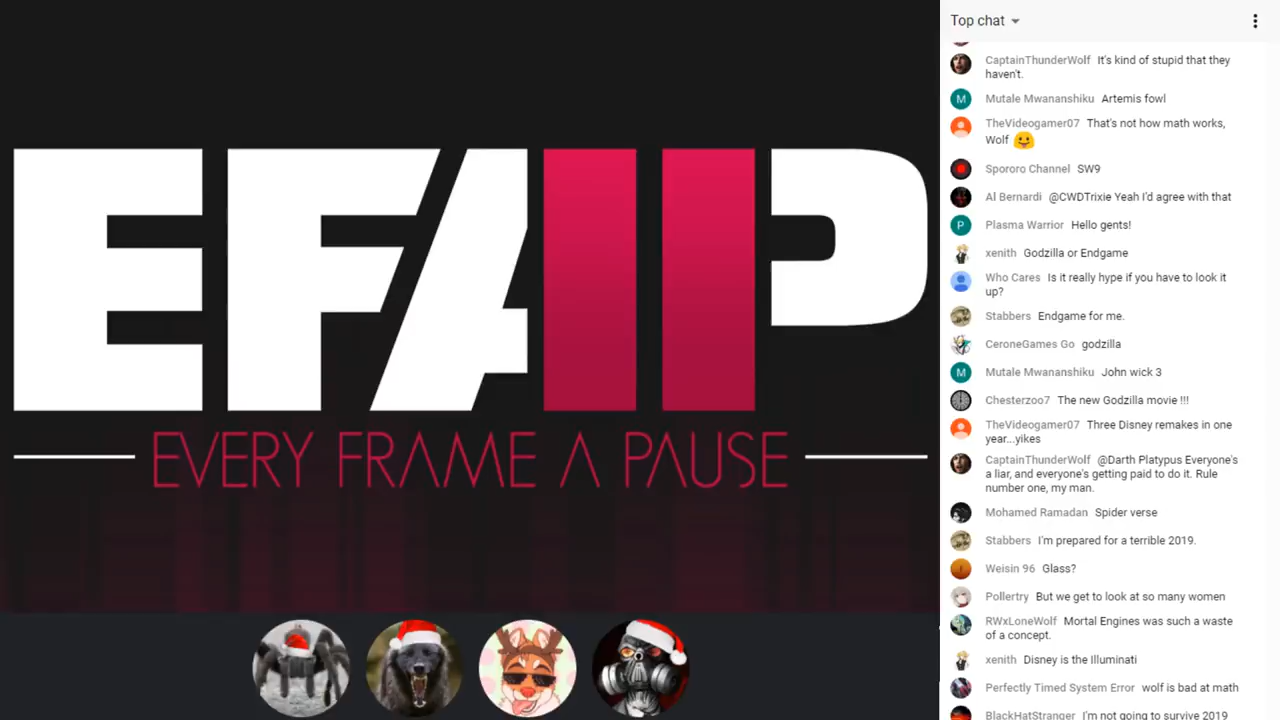 EFAP
EVERY FRAME A PAUSE
Top chat
CaptainThunderWolf It's kind of stupid that they
haven't.
M
Mutale Mwananshiku Artemis fowl
TheVideogamer07 That's not how math works,
Wolf
Spororo Channel SW9
Al Bernardi @CWDTrixie Yeah I'd agree with that
P
Plasma Warrior Hello gents!
xenith Godzilla or Endgame
Who Cares Is it really hype if you have to look it
up?
Stabbers Endgame for me.
CeroneGames Go godzilla
M
Mutale Mwananshiku John wick 3
Chesterzoo7 The new Godzilla movie !!!
TheVideogamer07 Three Disney remakes in one
year...yikes
CaptainThunderWolf @Darth Platypus Everyone's
a liar, and everyone's getting paid to do it. Rule
number one, my man.
Mohamed Ramadan Spider verse
Stabbers I'm prepared for a terrible 2019.
Weisin 96 Glass?
Pollertry But we get to look at so many women
RWxLoneWolf Mortal Engines was such a waste
of a concept.
xenith Disney is the Illuminati
Perfectly Timed System Error wolf is bad at math
BlackHatStranger I'm not going to survive 2019